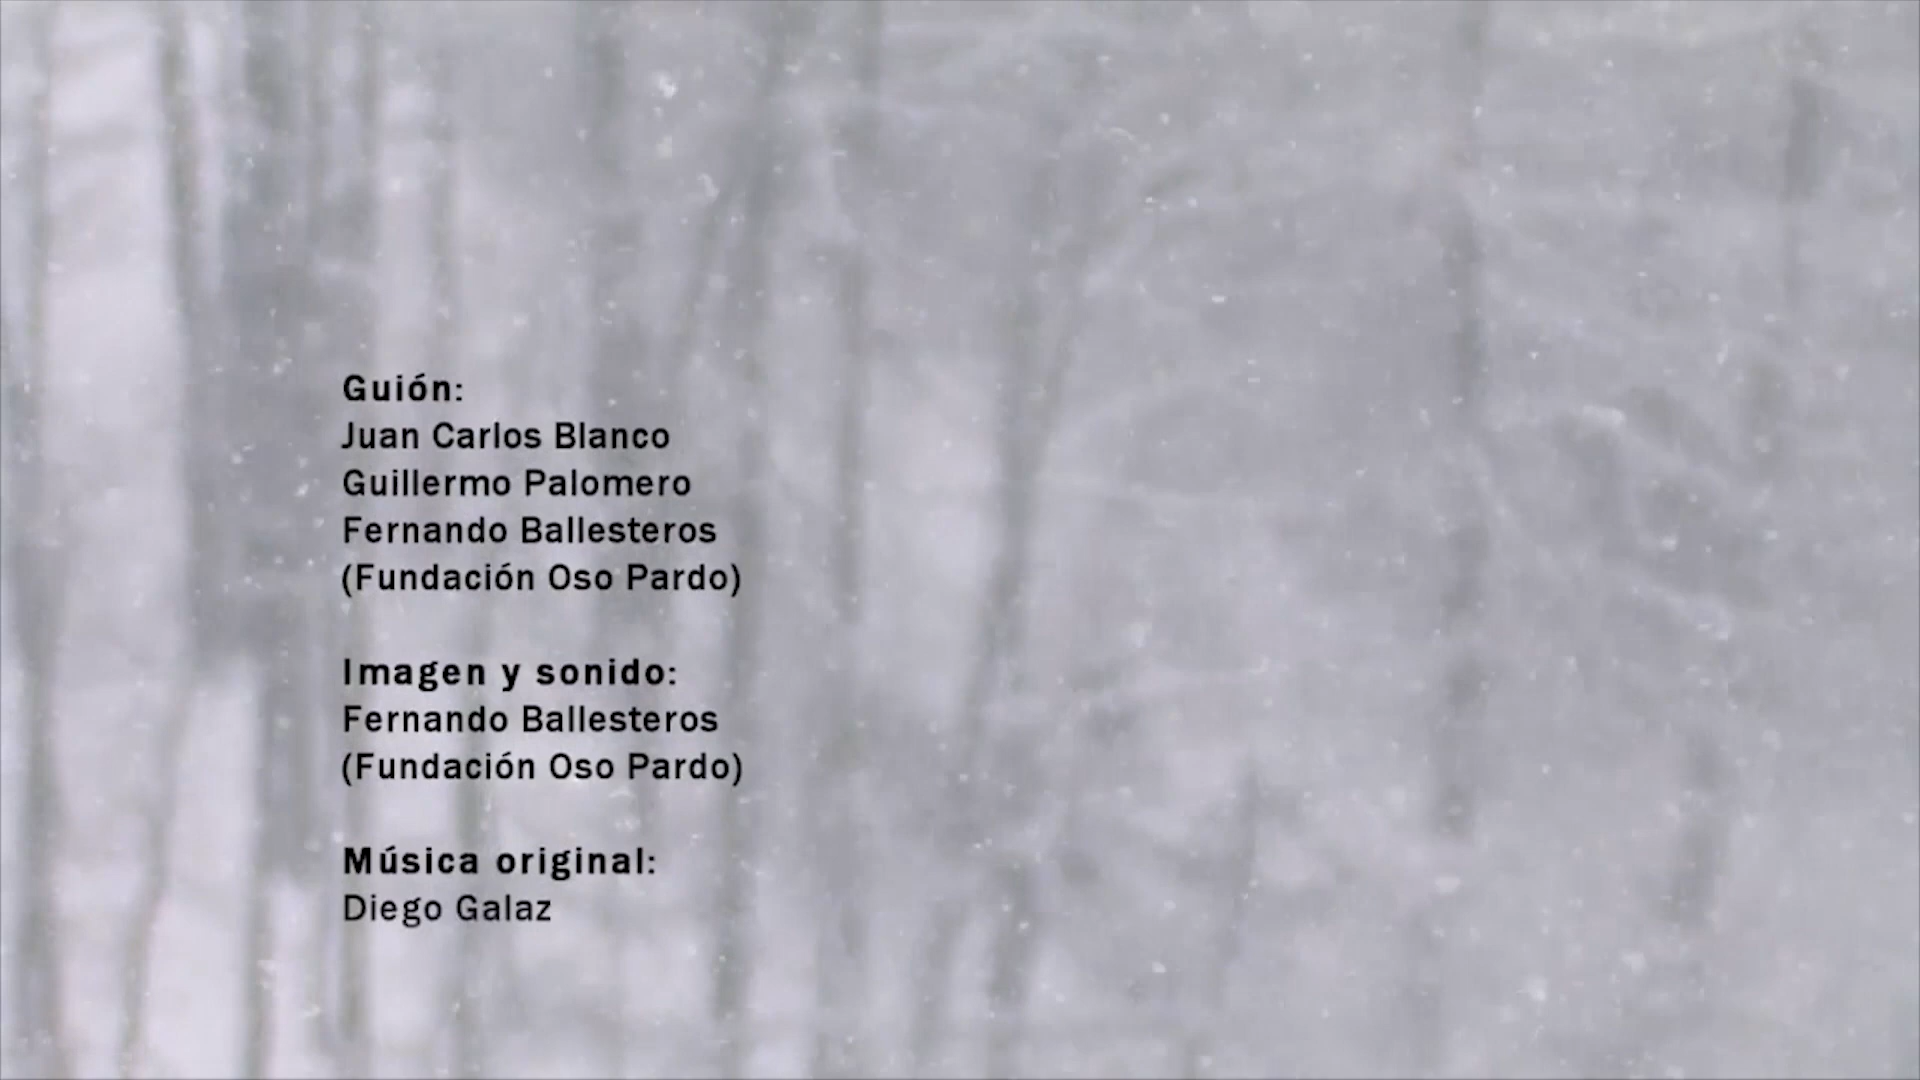 Guión:
Juan Carlos Blanco
Guillermo Palomero
Fernando Ballesteros
(Fundación Oso Pardo)
Imagen y sonido:
Fernando Ballesteros
(Fundación Oso Pardo)
Música original:
Diego Galaz